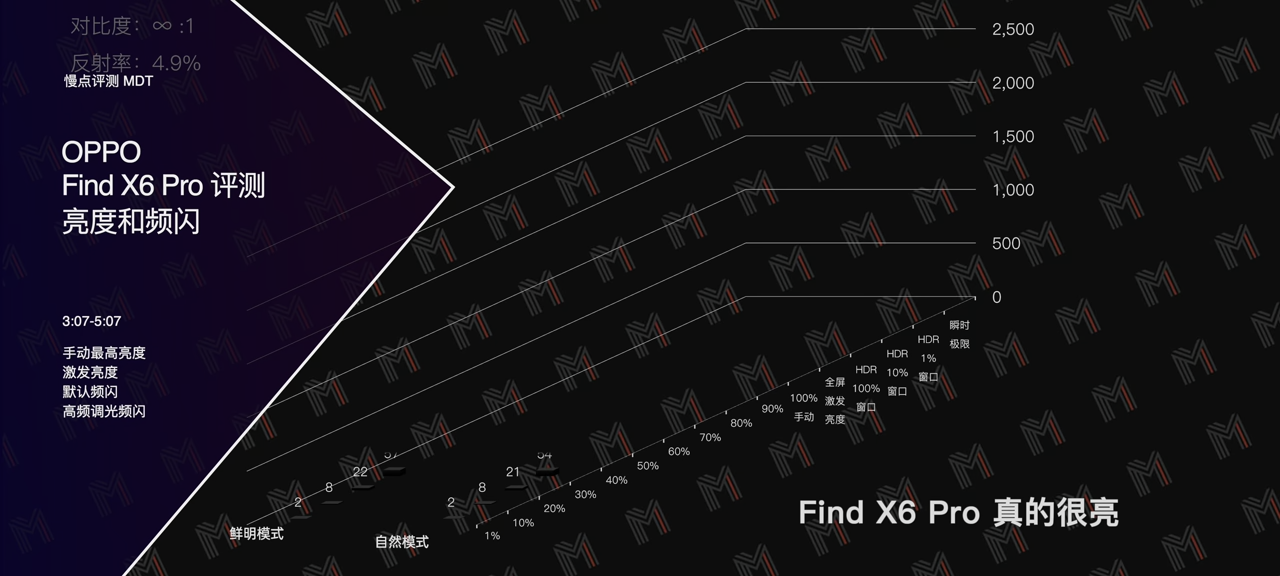 对比度：∞ :1
反射率：4.9%
慢点评测 MDT
OPPO
Find X6 Pro 评测
亮度和频闪
3:07-5:07
手动最高亮度
激发亮度
默认频闪
高频调光频闪
2,500
2,000
1,500
1,000
500
0
瞬时
极限
HDR
1%
窗口
HDR
10%
窗口
HDR
100%
窗口
全屏
激发
亮度
100%
手动
90%
80%
70%
60%
50%
40%
30%
20%
10%
1%
2
8
22
57
鲜明模式
2
8
21
54
自然模式
Find X6 Pro 真的很亮